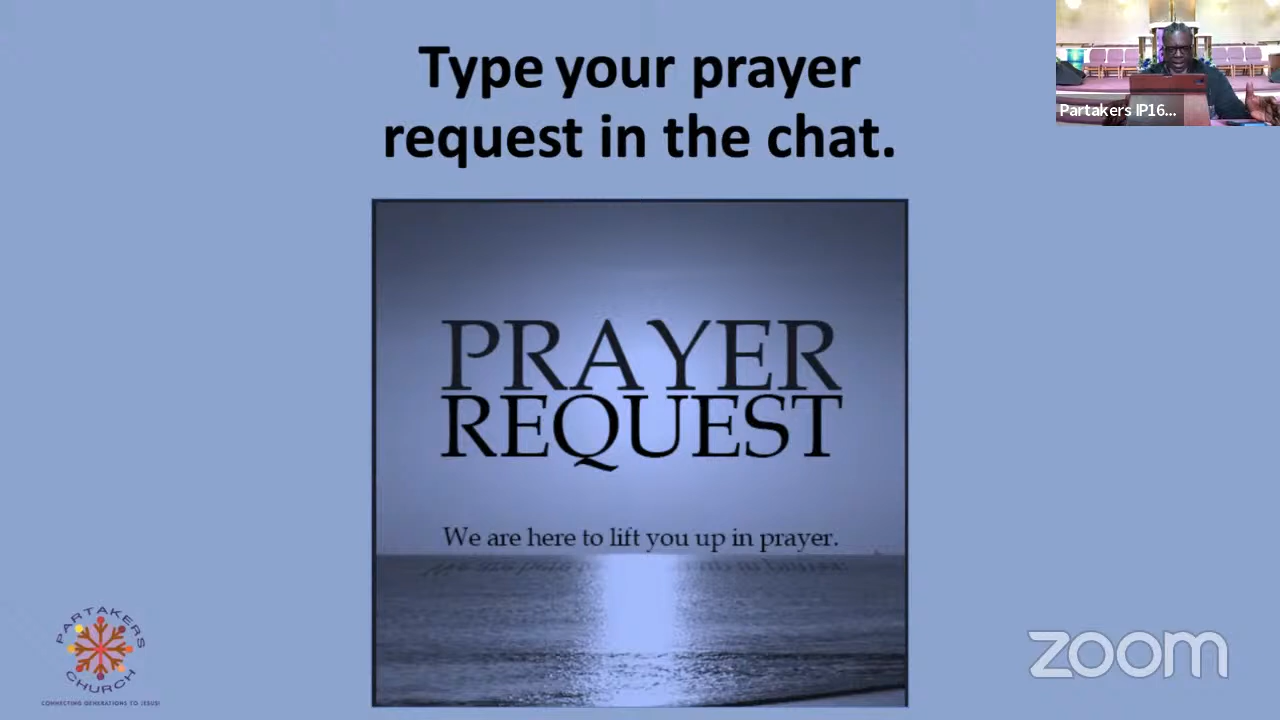 Type your prayer
request in the chat.
Partakers IP16...
PRAYER
REQUEST
We are here to lift you up in prayer.
PARTAKERS
CHURCH
CONNECTING GENERATIONS TO JESUS!
zoom